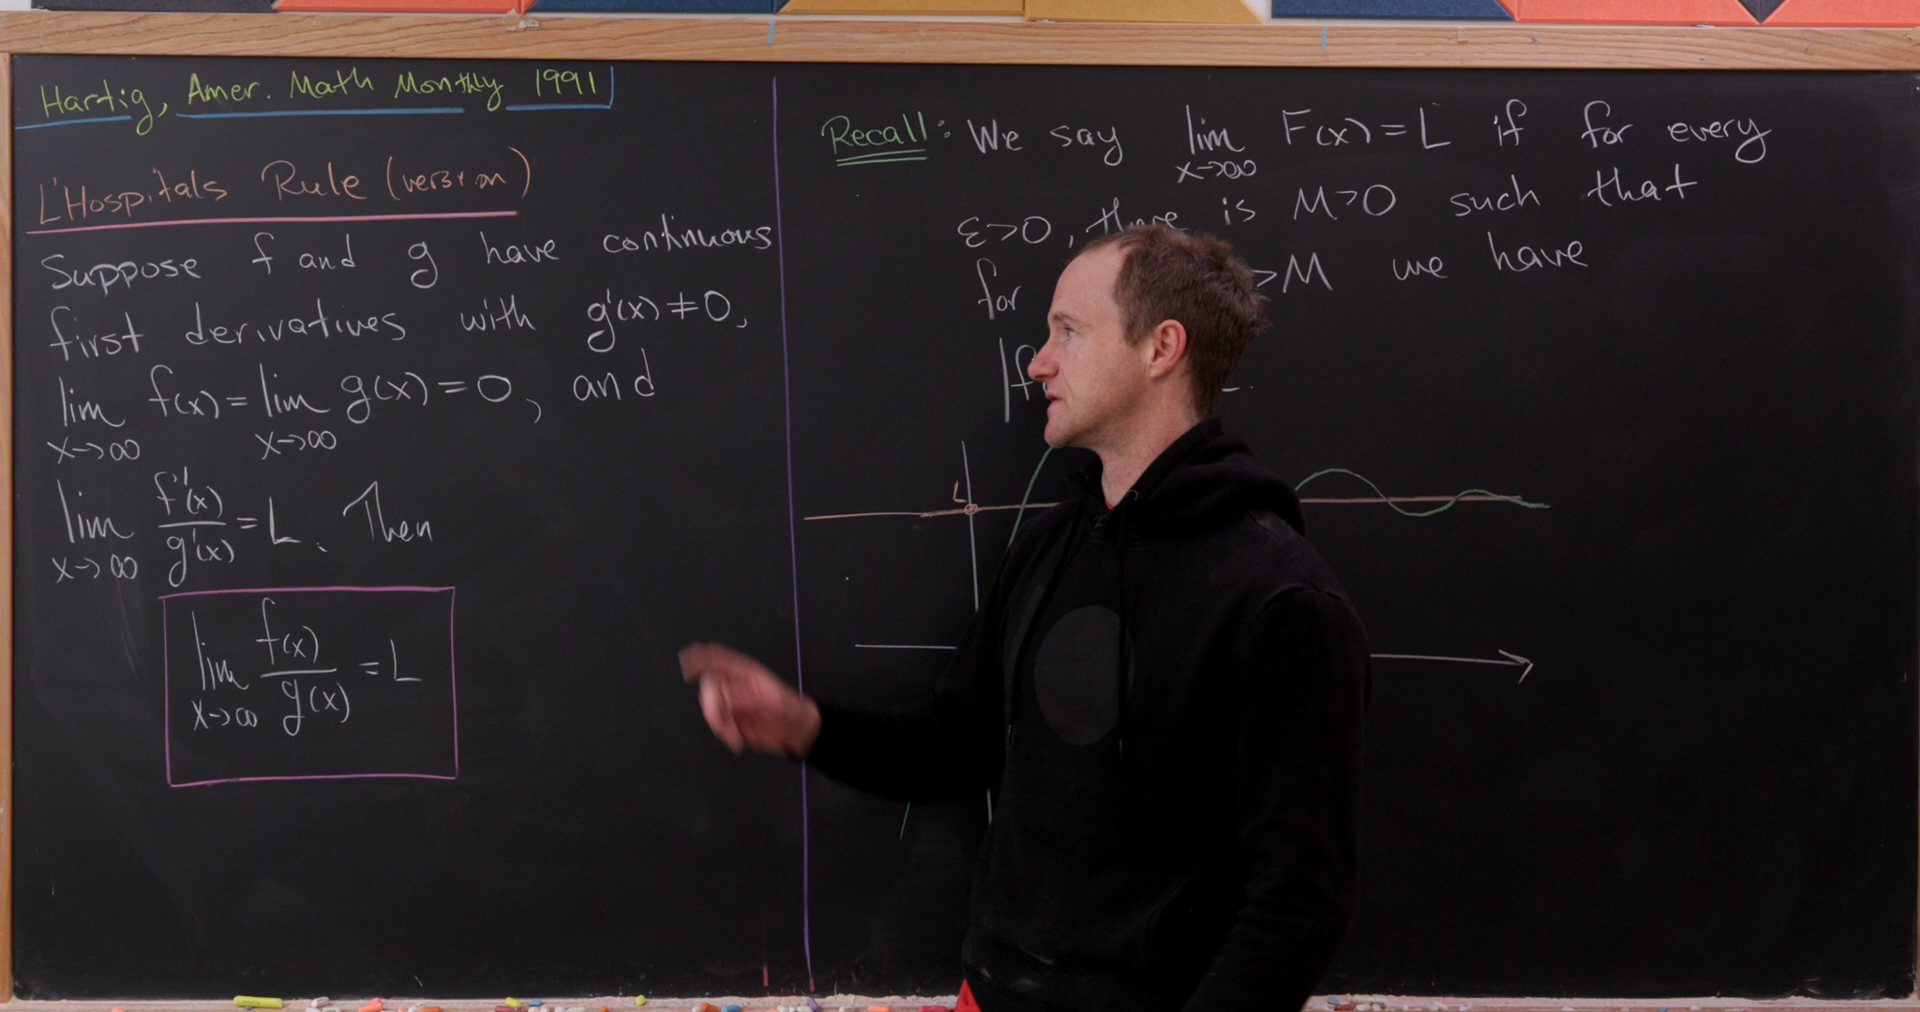 Hartig, Amer. Math Monthly 1991
L'Hospitals Rule (version)
Suppose f and g have continuous
first derivatives with g'(x) ≠ 0,
lim x→∞ f(x) = lim x→∞ g(x) = 0, and
lim x→∞ f'(x)/g'(x) = L. Then
lim x→∞ f(x)/g(x) = L
Recall: We say lim x→∞ F(x) = L if for every
ε>0, there is M>0 such that
for >M we have
|f
L